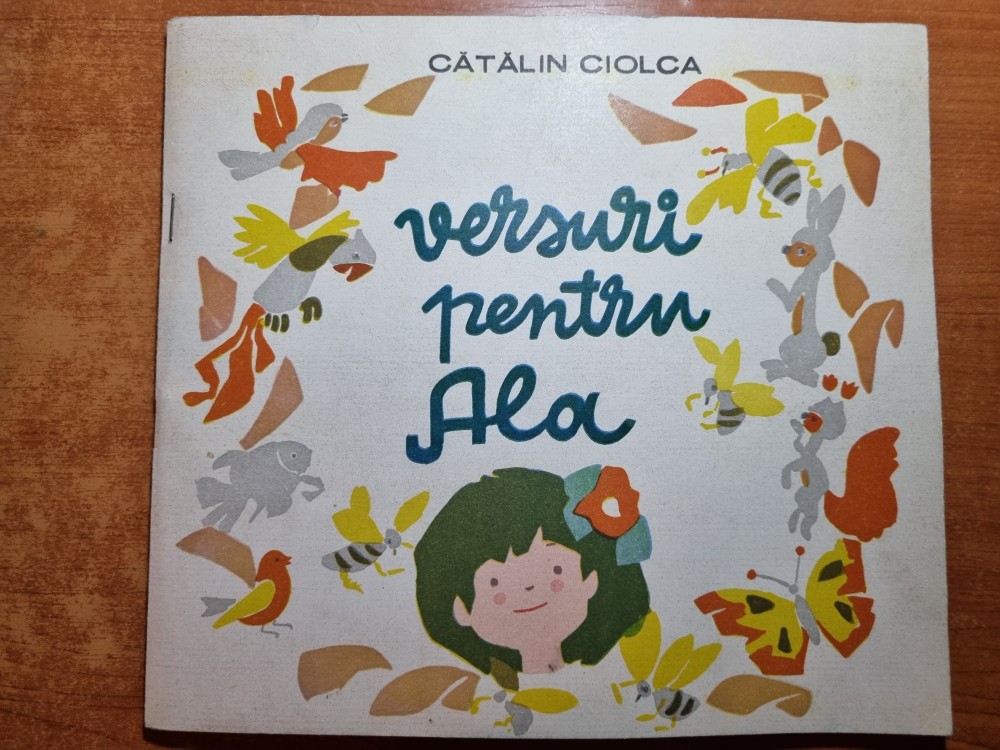 CĂTĂLIN CIOLCA
versuri
pentru
Ala